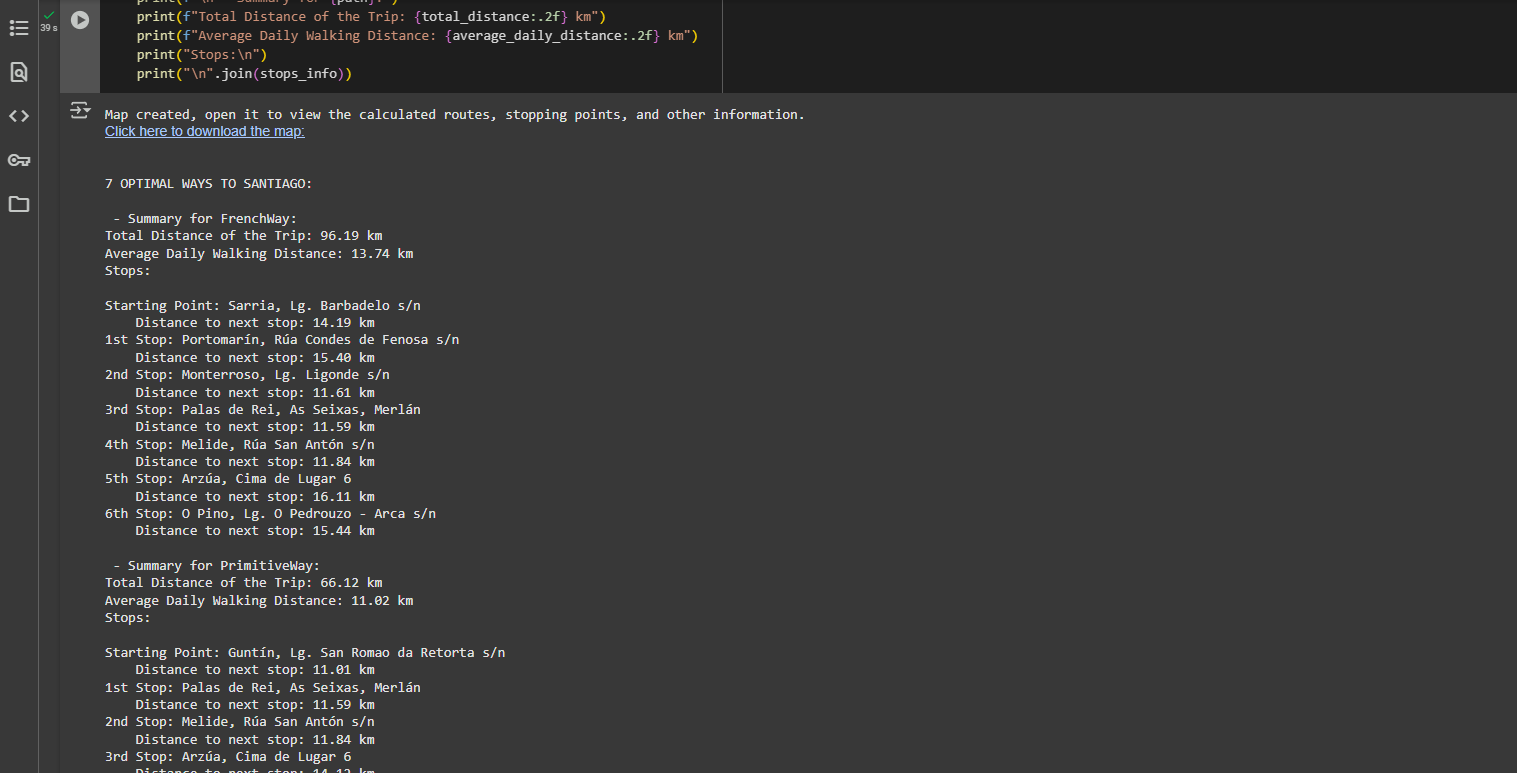 print(f"\n - Summary for {path}:")
39 s
print(f"Total Distance of the Trip: {total_distance:.2f} km")
print(f"Average Daily Walking Distance: {average_daily_distance:.2f} km")
print("Stops:\n")
print("\n".join(stops_info))
Map created, open it to view the calculated routes, stopping points, and other information.
Click here to download the map:
7 OPTIMAL WAYS TO SANTIAGO:
- Summary for FrenchWay:
Total Distance of the Trip: 96.19 km
Average Daily Walking Distance: 13.74 km
Stops:
Starting Point: Sarria, Lg. Barbadelo s/n
Distance to next stop: 14.19 km
1st Stop: Portomarín, Rúa Condes de Fenosa s/n
Distance to next stop: 15.40 km
2nd Stop: Monterroso, Lg. Ligonde s/n
Distance to next stop: 11.61 km
3rd Stop: Palas de Rei, As Seixas, Merlán
Distance to next stop: 11.59 km
4th Stop: Melide, Rúa San Antón s/n
Distance to next stop: 11.84 km
5th Stop: Arzúa, Cima de Lugar 6
Distance to next stop: 16.11 km
6th Stop: O Pino, Lg. O Pedrouzo - Arca s/n
Distance to next stop: 15.44 km
- Summary for PrimitiveWay:
Total Distance of the Trip: 66.12 km
Average Daily Walking Distance: 11.02 km
Stops:
Starting Point: Guntín, Lg. San Romao da Retorta s/n
Distance to next stop: 11.01 km
1st Stop: Palas de Rei, As Seixas, Merlán
Distance to next stop: 11.59 km
2nd Stop: Melide, Rúa San Antón s/n
Distance to next stop: 11.84 km
3rd Stop: Arzúa, Cima de Lugar 6
Distance to next stop: 14.12 km